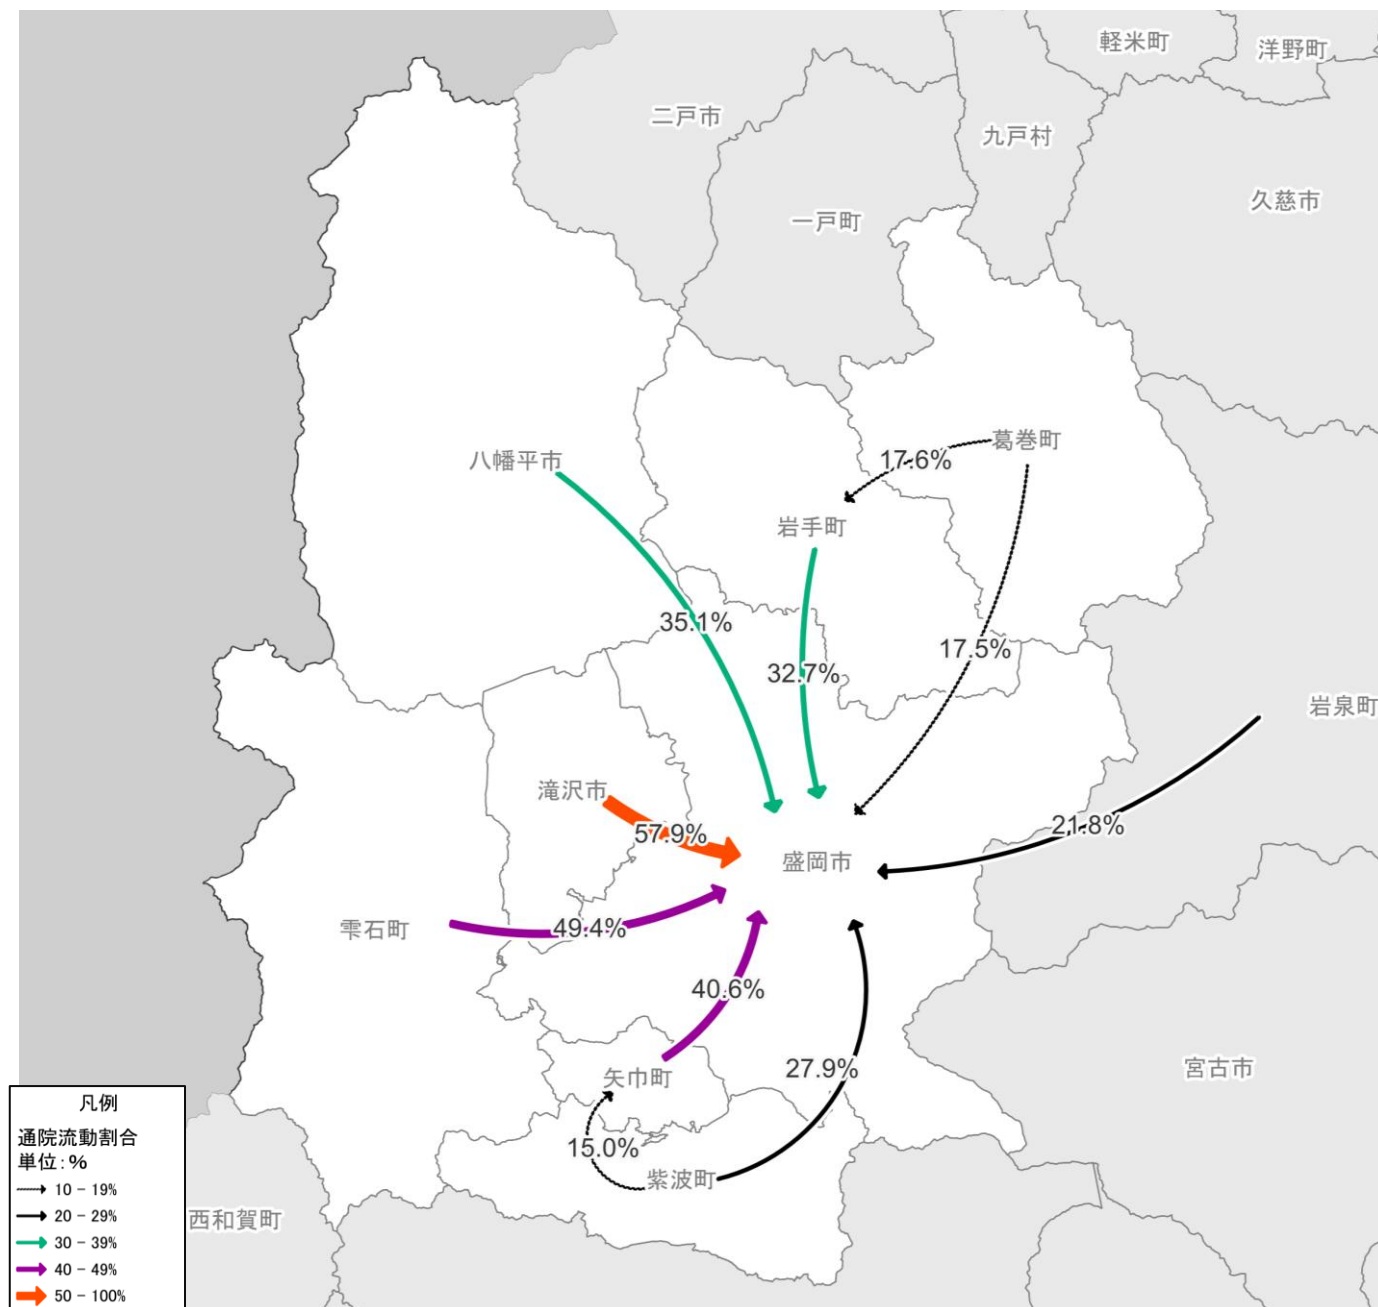 軽米町
洋野町
二戸市
九戸村
久慈市
一戸町
葛巻町
17.6%
八幡平市
岩手町
35.1%
17.5%
32.7%
岩泉町
滝沢市
57.9%
21.8%
盛岡市
雫石町
49.4%
40.6%
27.9%
宮古市
矢巾町
15.0%
紫波町
西和賀町
凡例
通院流動割合
単位:%
10 - 19%
20 - 29%
30 - 39%
40 - 49%
50 - 100%